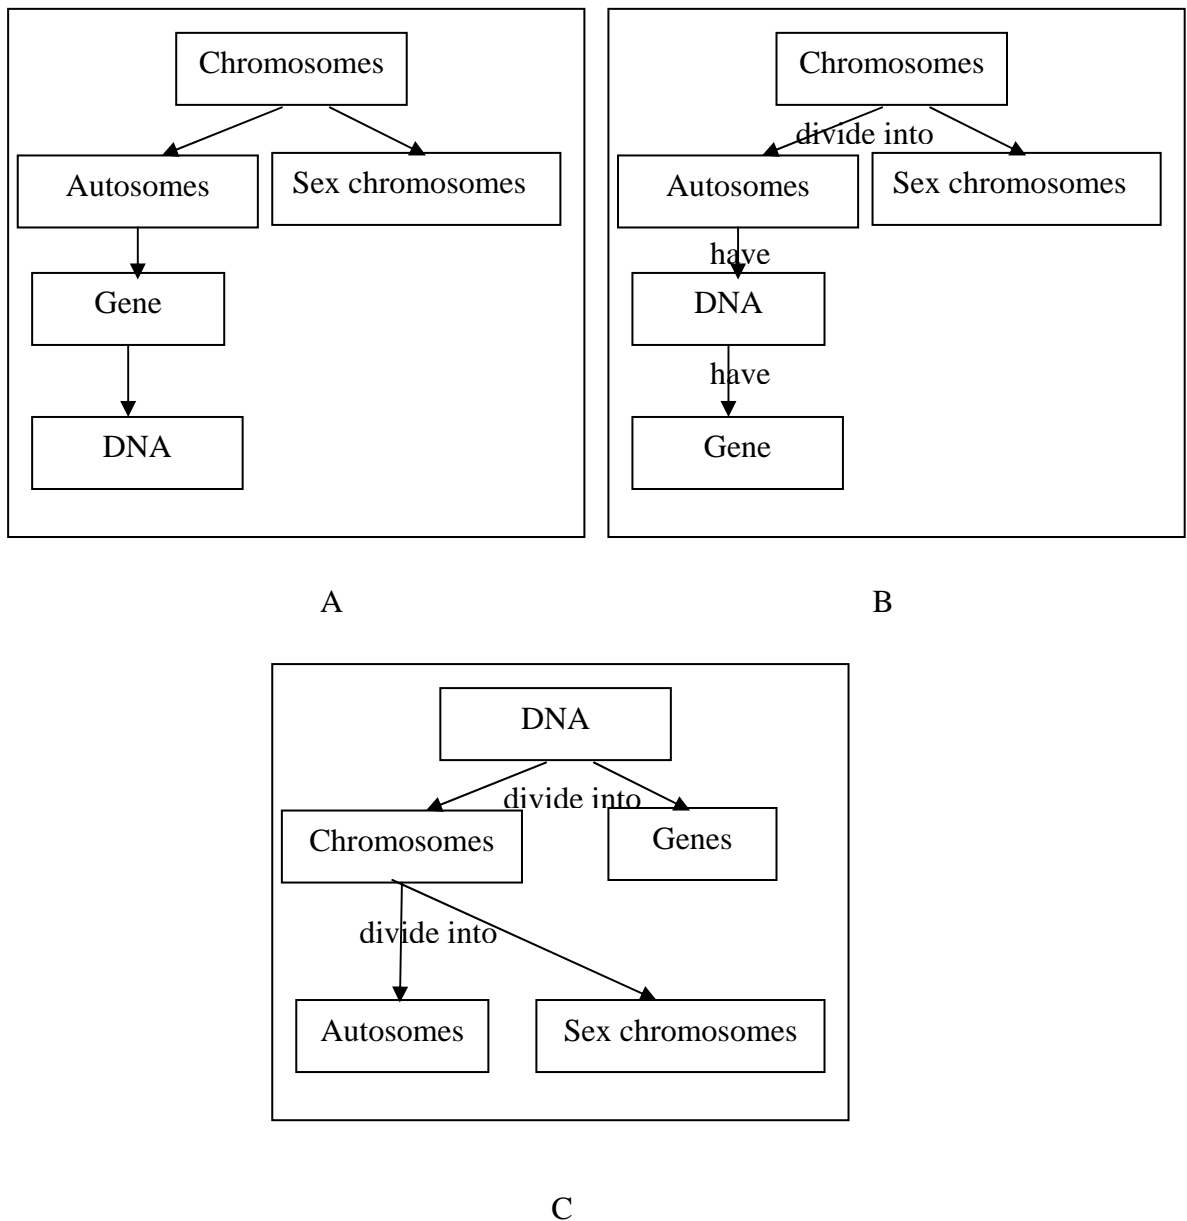 Chromosomes
Autosomes
Sex chromosomes
Gene
DNA
A
Chromosomes
divide into
Autosomes
Sex chromosomes
have
DNA
have
Gene
B
DNA
divide into
Chromosomes
Genes
divide into
Autosomes
Sex chromosomes
C